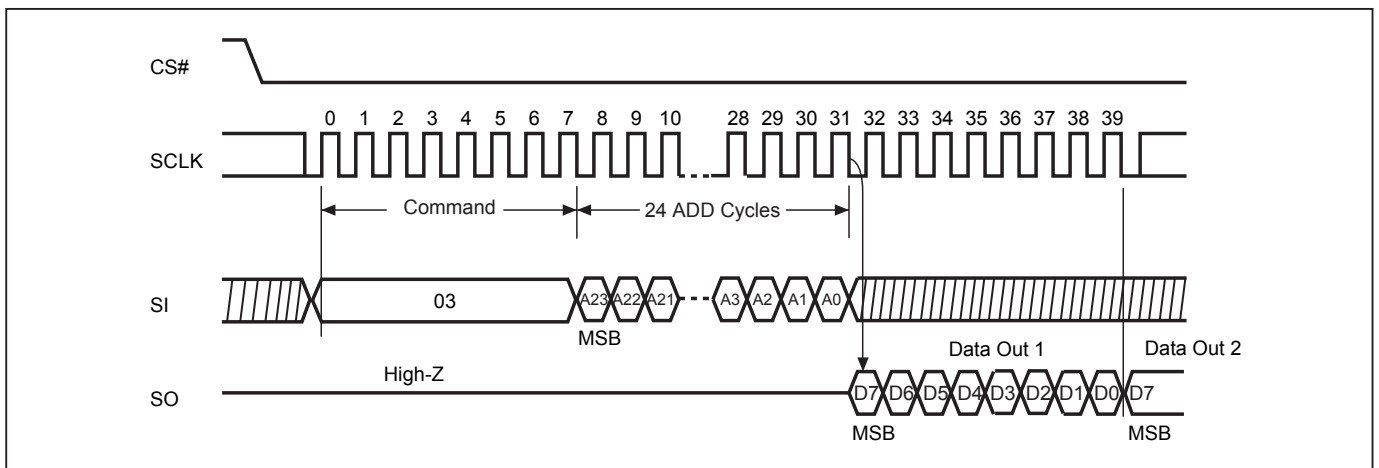 CS#
0 1 2 3 4 5 6 7 8 9 10 28 29 30 31 32 33 34 35 36 37 38 39
SCLK
Command 24 ADD Cycles
SI 03 A23 A22 A21 A3 A2 A1 A0
MSB
Data Out 1 Data Out 2
High-Z
SO D7 D6 D5 D4 D3 D2 D1 D0 D7
MSB MSB